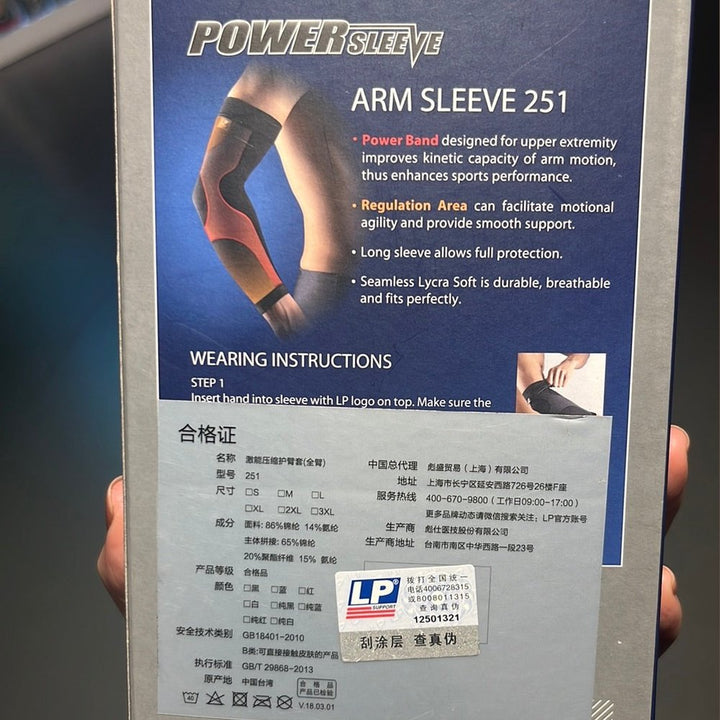 POWER SLEEVE
ARM SLEEVE 251
• Power Band designed for upper extremity
improves kinetic capacity of arm motion,
thus enhances sports performance.
• Regulation Area can facilitate motional
agility and provide smooth support.
• Long sleeve allows full protection.
• Seamless Lycra Soft is durable, breathable
and fits perfectly.
WEARING INSTRUCTIONS
STEP 1
Insert hand into sleeve with LP logo on top. Make sure the
合格证
名称 激能压缩护臂套(全臂)
型号 251
尺寸 □S □M □L
□XL □2XL □3XL
成分 面料: 86%锦纶 14%氨纶
主体拼接: 65%锦纶
20%聚酯纤维 15% 氨纶
产品等级 合格品
颜色 □黑 □蓝 □红
□白 □纯黑 □纯蓝
□纯红 □纯白
安全技术类别 GB18401-2010
B类:可直接接触皮肤的产品
执行标准 GB/T 29868-2013
原产地 中国台湾
40
合格品
产品已检验
V.18.03.01
中国总代理 彪盛贸易（上海）有限公司
地址 上海市长宁区延安西路726号26楼F座
服务热线 400-670-9800（工作日09:00-17:00）
更多品牌动态请微信搜索关注：LP官方账号
生产商 彪仕医技股份有限公司
生产商地址 台南市南区中华西路一段23号
LP®
SUPPORT
拨打全国统一
电话4006728315
或8008011315
查询真伪
12501321
刮涂层 查真伪